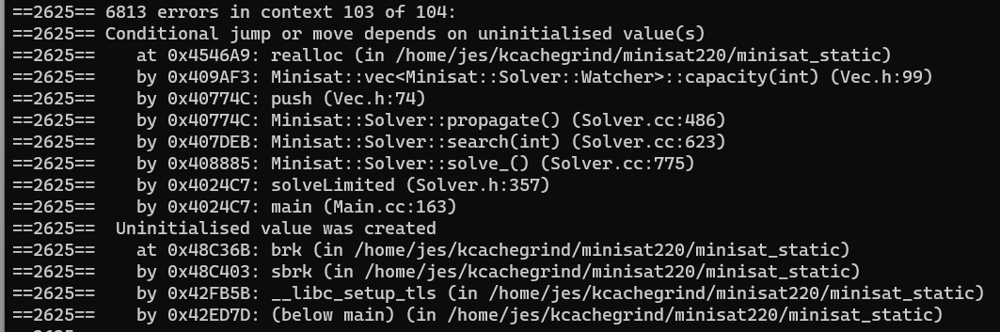 ==2625== 6813 errors in context 103 of 104:
==2625== Conditional jump or move depends on uninitialised value(s)
==2625==    at 0x4546A9: realloc (in /home/jes/kcachegrind/minisat220/minisat_static)
==2625==    by 0x409AF3: Minisat::vec<Minisat::Solver::Watcher>::capacity(int) (Vec.h:99)
==2625==    by 0x40774C: push (Vec.h:74)
==2625==    by 0x40774C: Minisat::Solver::propagate() (Solver.cc:486)
==2625==    by 0x407DEB: Minisat::Solver::search(int) (Solver.cc:623)
==2625==    by 0x408885: Minisat::Solver::solve_() (Solver.cc:775)
==2625==    by 0x4024C7: solveLimited (Solver.h:357)
==2625==    by 0x4024C7: main (Main.cc:163)
==2625==  Uninitialised value was created
==2625==    at 0x48C36B: brk (in /home/jes/kcachegrind/minisat220/minisat_static)
==2625==    by 0x48C403: sbrk (in /home/jes/kcachegrind/minisat220/minisat_static)
==2625==    by 0x42FB5B: __libc_setup_tls (in /home/jes/kcachegrind/minisat220/minisat_static)
==2625==    by 0x42ED7D: (below main) (in /home/jes/kcachegrind/minisat220/minisat_static)